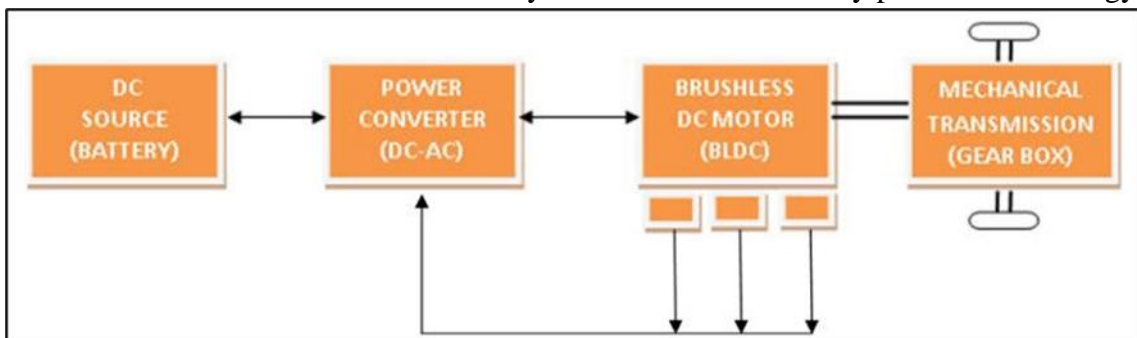 DC
SOURCE
(BATTERY)
POWER
CONVERTER
(DC-AC)
BRUSHLESS
DC MOTOR
(BLDC)
MECHANICAL
TRANSMISSION
(GEAR BOX)